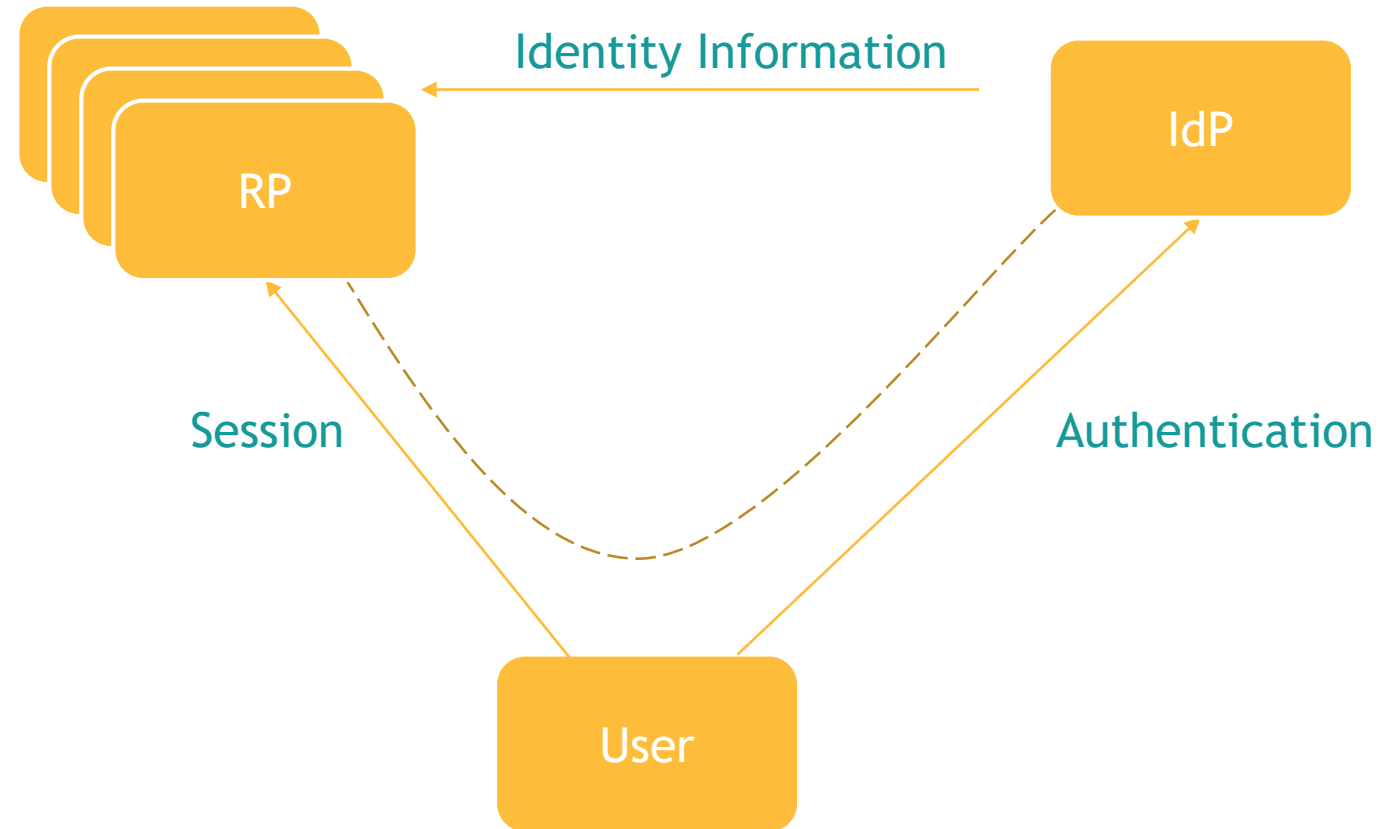 Identity Information
IdP
RP
Session
Authentication
User